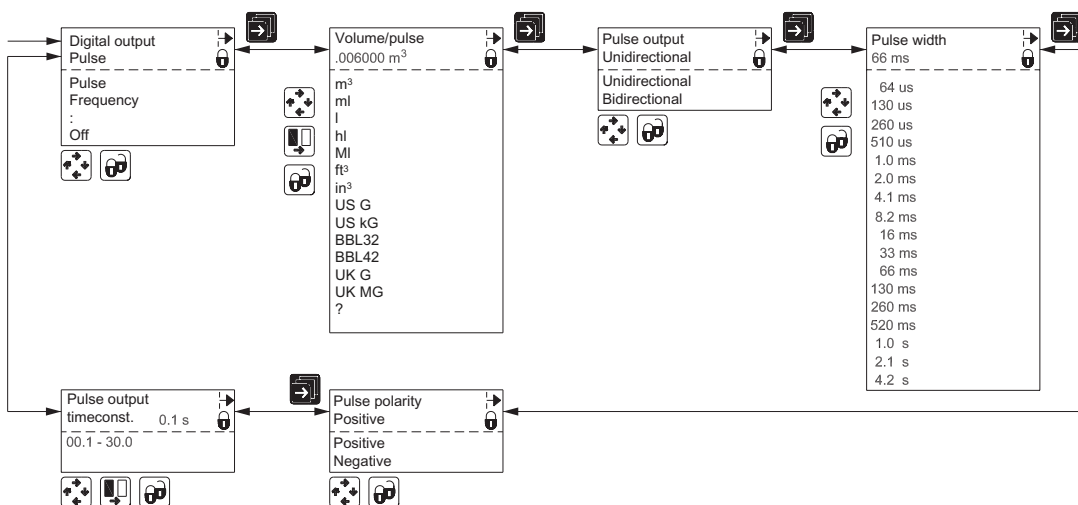 Digital output
Pulse
Pulse
Frequency
:
Off
Volume/pulse
.006000 m³
m³
ml
l
hl
Ml
ft³
in³
US G
US kG
BBL32
BBL42
UK G
UK MG
?
Pulse output
Unidirectional
Unidirectional
Bidirectional
Pulse width
66 ms
64 us
130 us
260 us
510 us
1.0 ms
2.0 ms
4.1 ms
8.2 ms
16 ms
33 ms
66 ms
130 ms
260 ms
520 ms
1.0 s
2.1 s
4.2 s
Pulse output
timeconst. 0.1 s
00.1 - 30.0
Pulse polarity
Positive
Positive
Negative